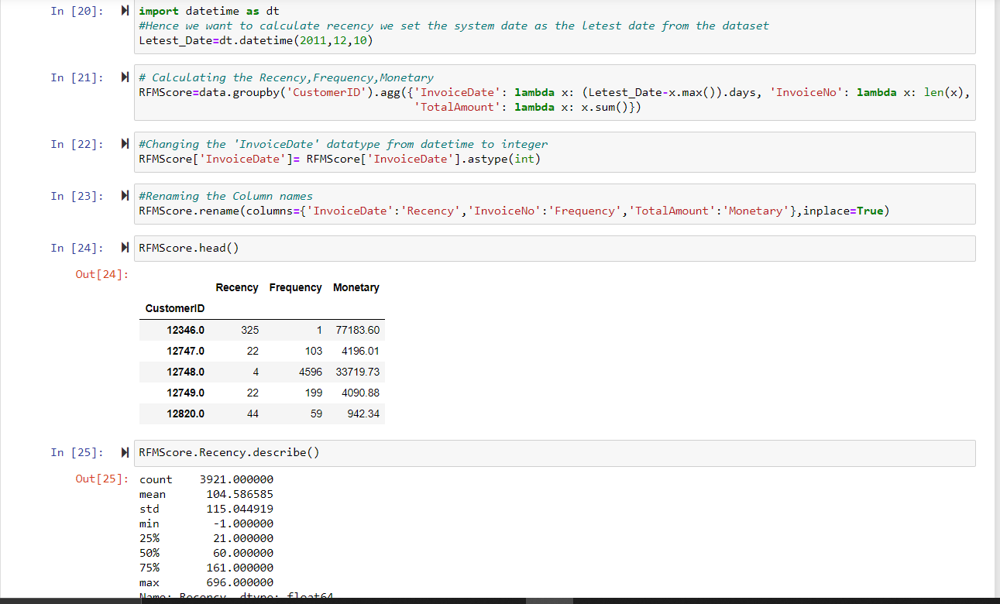 In [20]: import datetime as dt
#Hence we want to calculate recency we set the system date as the letest date from the dataset
Letest_Date=dt.datetime(2011,12,10)
In [21]: # Calculating the Recency,Frequency,Monetary
RFMScore=data.groupby('CustomerID').agg({'InvoiceDate': lambda x: (Letest_Date-x.max()).days, 'InvoiceNo': lambda x: len(x),
'TotalAmount': lambda x: x.sum()})
In [22]: #Changing the 'InvoiceDate' datatype from datetime to integer
RFMScore['InvoiceDate']= RFMScore['InvoiceDate'].astype(int)
In [23]: #Renaming the Column names
RFMScore.rename(columns={'InvoiceDate':'Recency','InvoiceNo':'Frequency','TotalAmount':'Monetary'},inplace=True)
In [24]: RFMScore.head()
Out[24]:
Recency Frequency Monetary
CustomerID
12346.0 325 1 77183.60
12747.0 22 103 4196.01
12748.0 4 4596 33719.73
12749.0 22 199 4090.88
12820.0 44 59 942.34
In [25]: RFMScore.Recency.describe()
Out[25]: count 3921.000000
mean 104.586585
std 115.044919
min -1.000000
25% 21.000000
50% 60.000000
75% 161.000000
max 696.000000
Name: Recency, dtype: float64